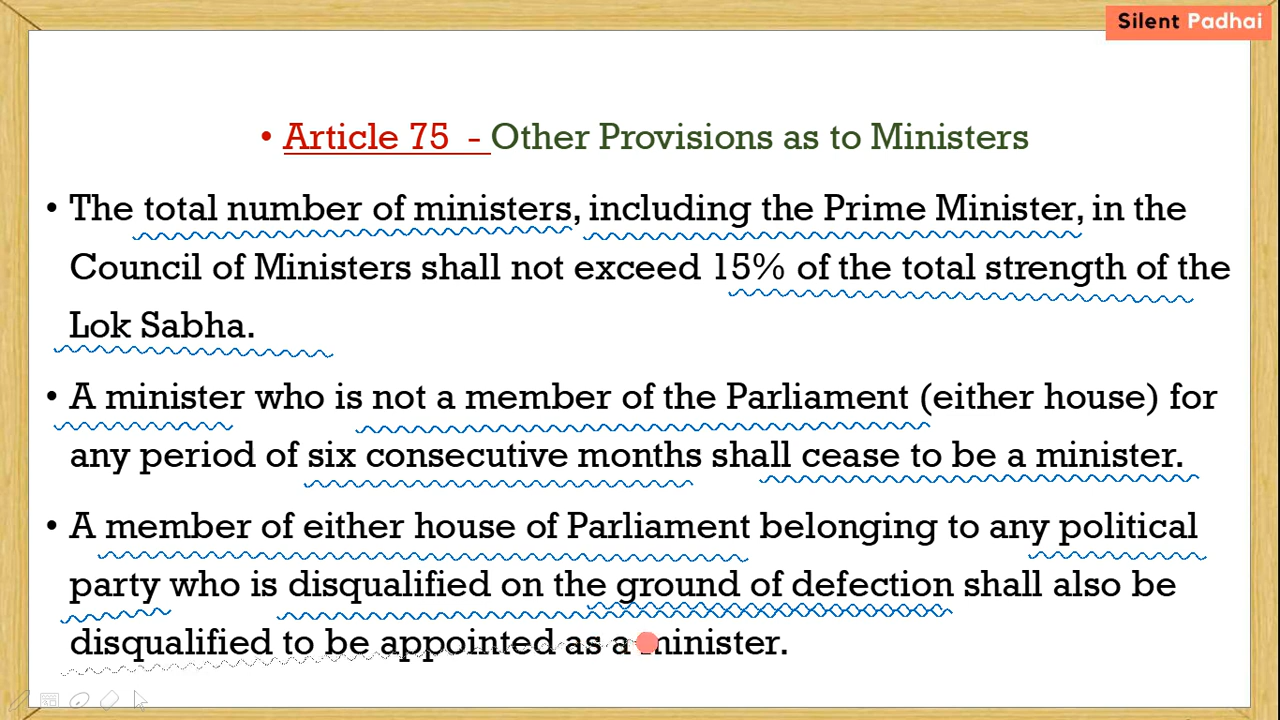 Silent Padhai
• Article 75 - Other Provisions as to Ministers
• The total number of ministers, including the Prime Minister, in the
Council of Ministers shall not exceed 15% of the total strength of the
Lok Sabha.
• A minister who is not a member of the Parliament (either house) for
any period of six consecutive months shall cease to be a minister.
• A member of either house of Parliament belonging to any political
party who is disqualified on the ground of defection shall also be
disqualified to be appointed as a minister.